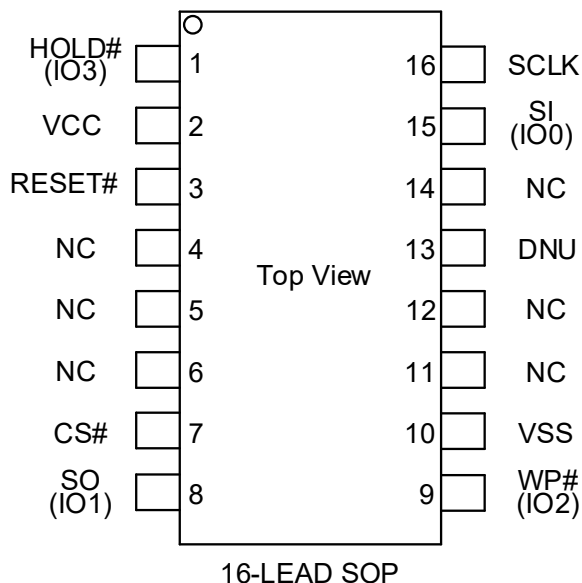 HOLD#
(IO3)
1
16
SCLK
VCC
2
15
SI
(IO0)
RESET#
3
14
NC
NC
4
13
DNU
Top View
NC
5
12
NC
NC
6
11
NC
CS#
7
10
VSS
SO
(IO1)
8
9
WP#
(IO2)
16-LEAD SOP